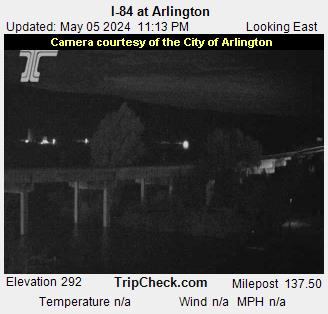 I-84 at Arlington
Updated: May 05 2024 11:13 PM Looking East
Camera courtesy of the City of Arlington
Elevation 292 TripCheck.com Milepost 137.50
Temperature n/a Wind n/a MPH n/a